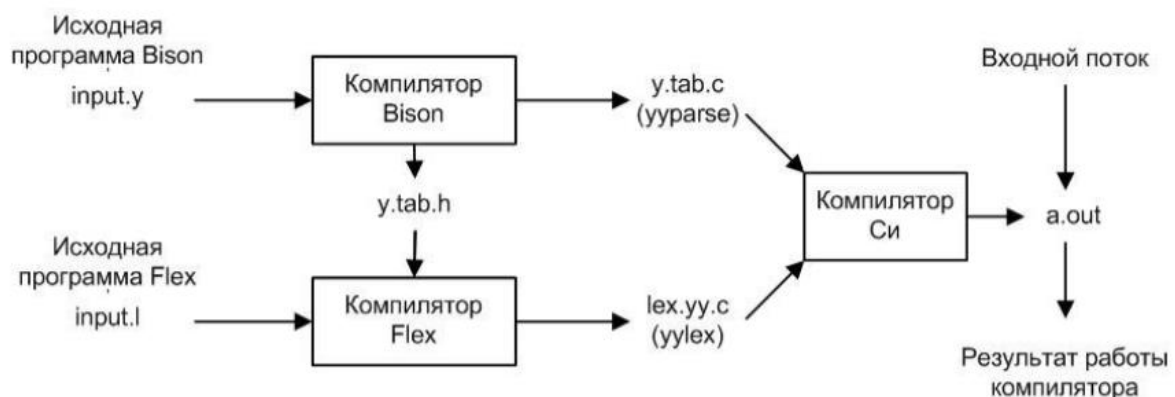 Исходная
программа Bison
input.y
Компилятор
Bison
y.tab.c
(yyparse)
Входной поток
y.tab.h
Компилятор
Си
a.out
Исходная
программа Flex
input.l
Компилятор
Flex
lex.yy.c
(yylex)
Результат работы
компилятора